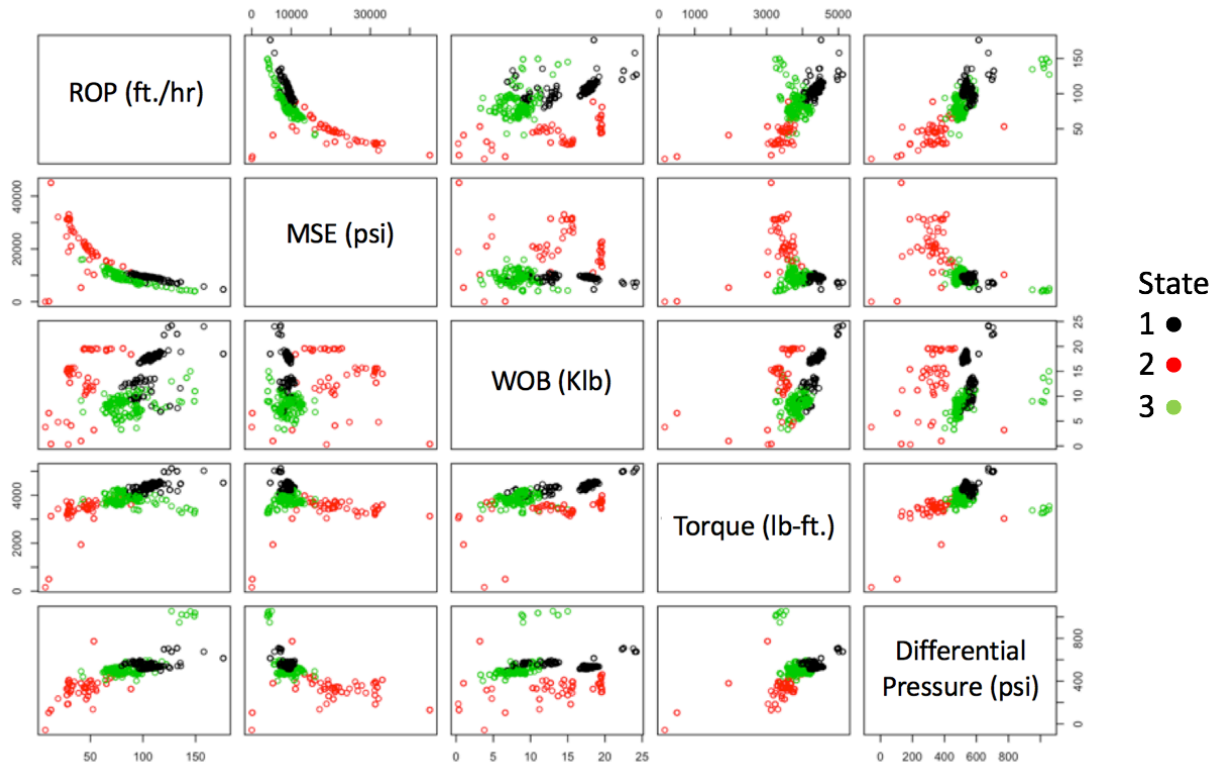 0 10000 30000
0 1000 3000 5000
ROP (ft./hr)
50 100 150
0 10000 20000 40000
MSE (psi)
State
1
2
3
WOB (Klb)
0 5 10 15 20 25
0 2000 4000
Torque (lb-ft.)
Differential
Pressure (psi)
0 200 400 800
50 100 150
0 5 10 15 20 25
0 200 400 600 800